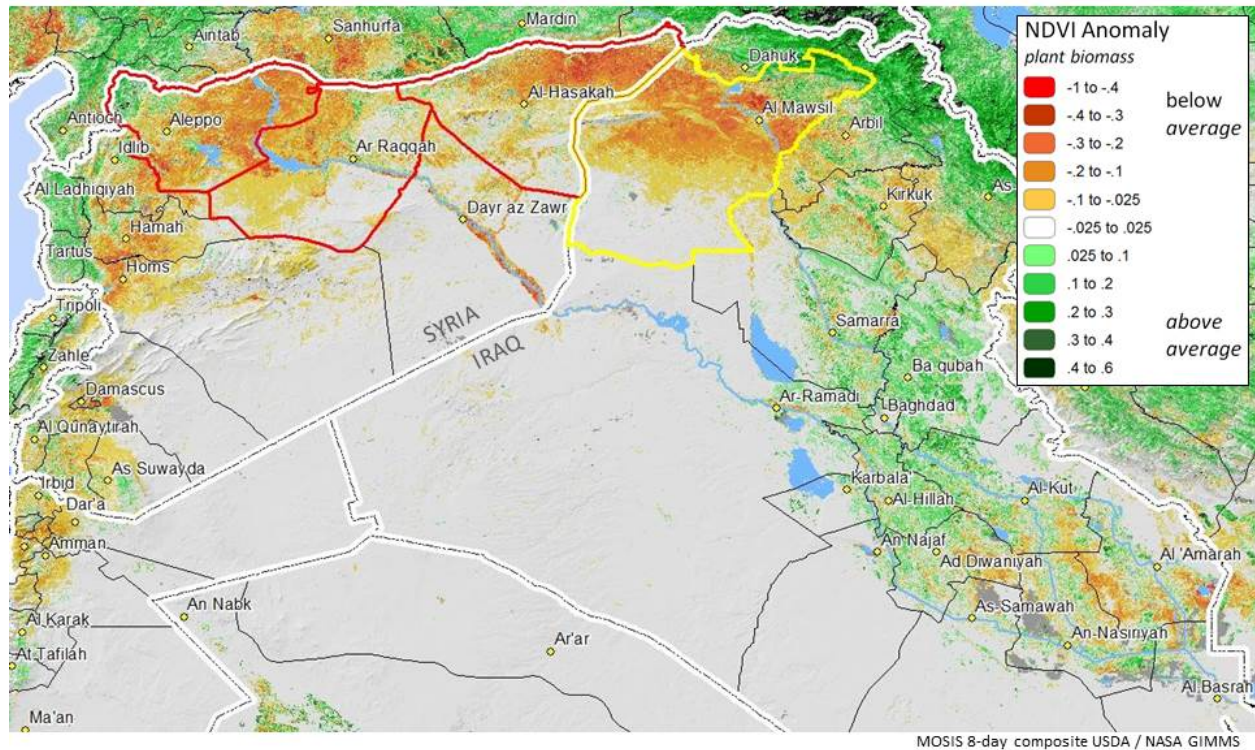 Aintab
Sanhurfa
Mardin
NDVI Anomaly
plant biomass
-1 to -.4
-.4 to -.3
below
average
-.3 to -.2
-.2 to -.1
-.1 to -.025
-.025 to .025
.025 to .1
.1 to .2
.2 to .3
.3 to .4
above
average
.4 to .6
Dahuk
Al-Hasakah
Al Mawsil
Antioch
Aleppo
Arbil
Idlib
Ar Raqqah
Al Ladhiqiyah
Kirkuk
As
Dayr az Zawr
Hamah
Tartus
Homs
Tripoli
SYRIA
IRAQ
Samarra
Zahle
Ba qubah
Damascus
Ar-Ramadi
Baghdad
Al Qunaytirah
As Suwayda
Karbala
Al-Hillah
Al-Kut
Irbid
Dar'a
Amman
An Najaf
Ad Diwaniyah
Al 'Amarah
An Nabk
As-Samawah
Al Karak
Ar'ar
An-Nasiriyah
At-Tafilah
Al Basrah
Ma'an
MOSIS 8-day composite USDA / NASA GIMMS